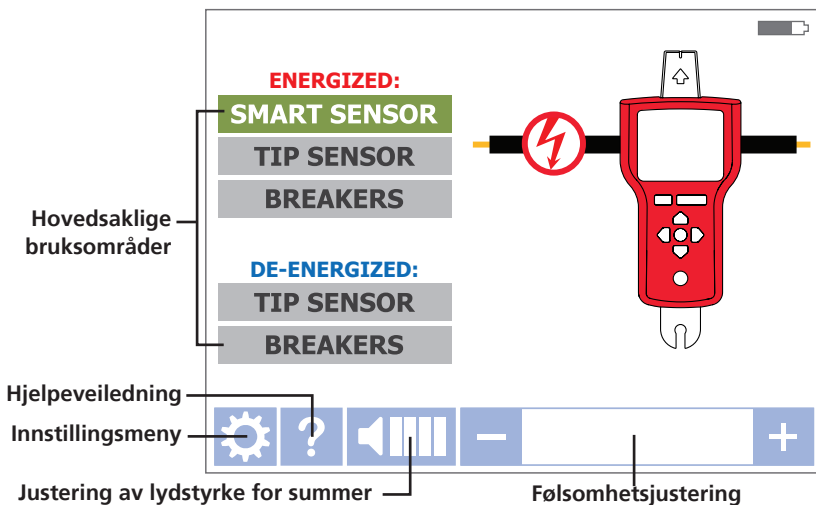 ENERGIZED:
SMART SENSOR
TIP SENSOR
BREAKERS
Hovedsaklige
bruksområder
DE-ENERGIZED:
TIP SENSOR
BREAKERS
Hjelpeveiledning
Innstillingsmeny
?
Justering av lydstyrke for summer
Følsomhetsjustering